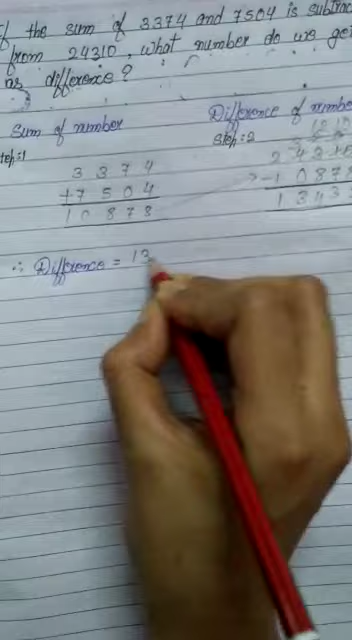 the sum of 3374 and 7504 is subtrac
from 24310, what number do we get
as difference?
Sum of number
Difference of number
Step:1
Step:2
12 10
3 3 7 4
+7 5 0 4
1 0 8 7 8
2 4 3 1 0
-1 0 8 7
1 3 4 3
∴ Difference = 13